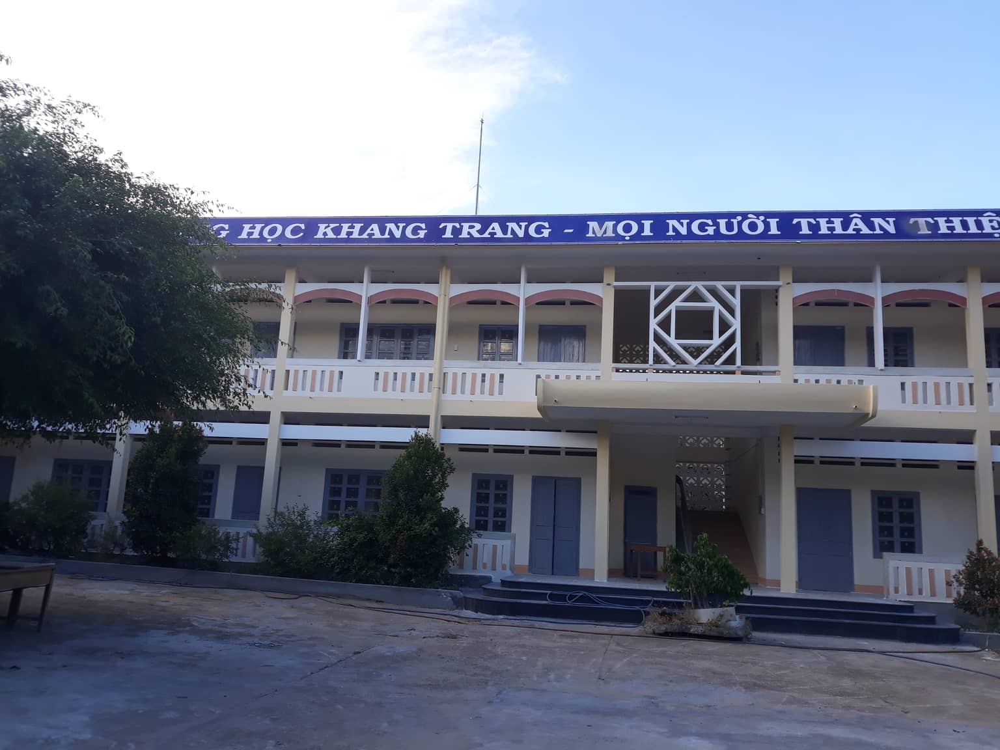 HỌC KHANG TRANG - MỌI NGƯỜI THÂN